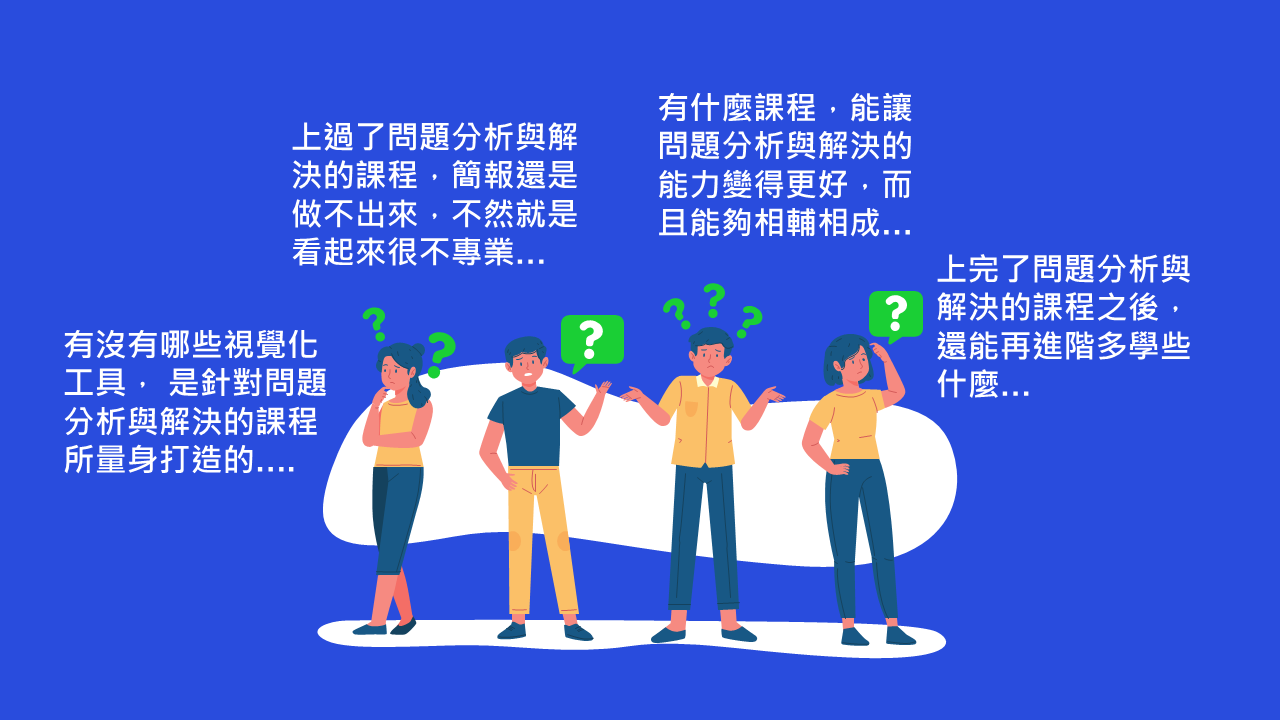 有沒有哪些視覺化
工具， 是針對問題
分析與解決的課程
所量身打造的....
上過了問題分析與解
決的課程，簡報還是
做不出來，不然就是
看起來很不專業...
有什麼課程，能讓
問題分析與解決的
能力變得更好，而
且能夠相輔相成...
上完了問題分析與
解決的課程之後，
還能再進階多學些
什麼...
?
?
?
?
?
?
?